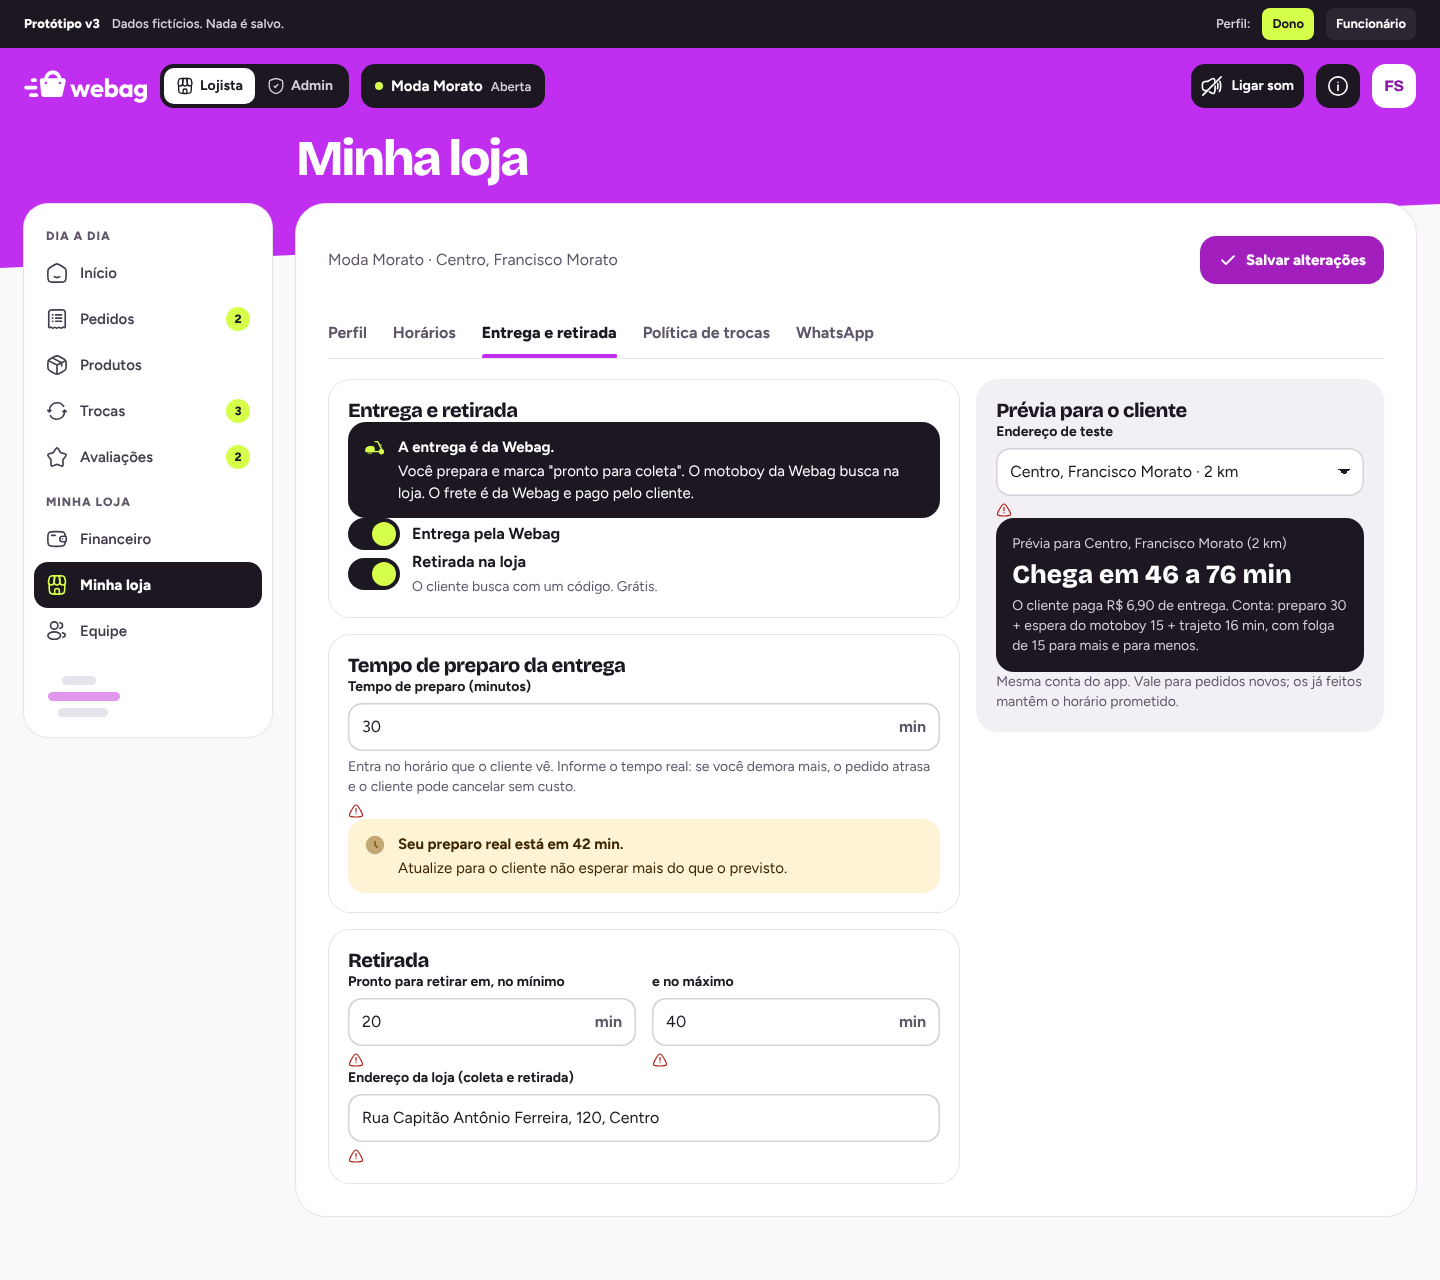 Protótipo v3 Dados fictícios. Nada é salvo. Perfil: Dono Funcionário
webag Lojista Admin Moda Morato Aberta Ligar som FS
Minha loja
DIA A DIA
Início
Pedidos 2
Produtos
Trocas 3
Avaliações 2
MINHA LOJA
Financeiro
Minha loja
Equipe
Moda Morato · Centro, Francisco Morato
Salvar alterações
Perfil Horários Entrega e retirada Política de trocas WhatsApp
Entrega e retirada
A entrega é da Webag.
Você prepara e marca "pronto para coleta". O motoboy da Webag busca na
loja. O frete é da Webag e pago pelo cliente.
Entrega pela Webag
Retirada na loja
O cliente busca com um código. Grátis.
Tempo de preparo da entrega
Tempo de preparo (minutos)
30 min
Entra no horário que o cliente vê. Informe o tempo real: se você demora mais, o pedido atrasa
e o cliente pode cancelar sem custo.
Seu preparo real está em 42 min.
Atualize para o cliente não esperar mais do que o previsto.
Retirada
Pronto para retirar em, no mínimo e no máximo
20 min 40 min
Endereço da loja (coleta e retirada)
Rua Capitão Antônio Ferreira, 120, Centro
Prévia para o cliente
Endereço de teste
Centro, Francisco Morato · 2 km
Prévia para Centro, Francisco Morato (2 km)
Chega em 46 a 76 min
O cliente paga R$ 6,90 de entrega. Conta: preparo 30
+ espera do motoboy 15 + trajeto 16 min, com folga
de 15 para mais e para menos.
Mesma conta do app. Vale para pedidos novos; os já feitos
mantêm o horário prometido.